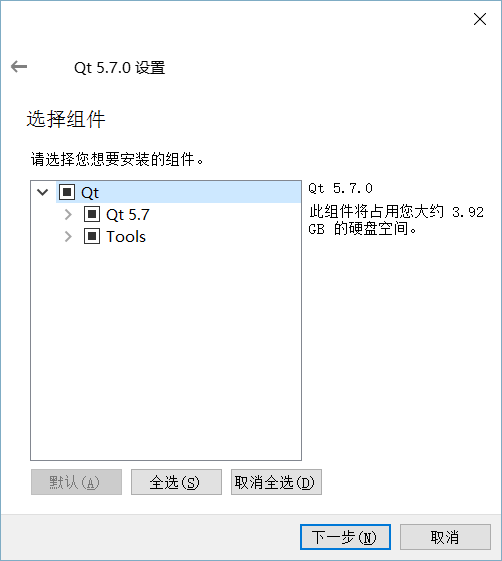 Qt 5.7.0 设置
选择组件
请选择您想要安装的组件。
Qt
Qt 5.7
Tools
Qt 5.7.0
此组件将占用您大约 3.92
GB 的硬盘空间。
默认(A)
全选(S)
取消全选(D)
下一步(N)
取消